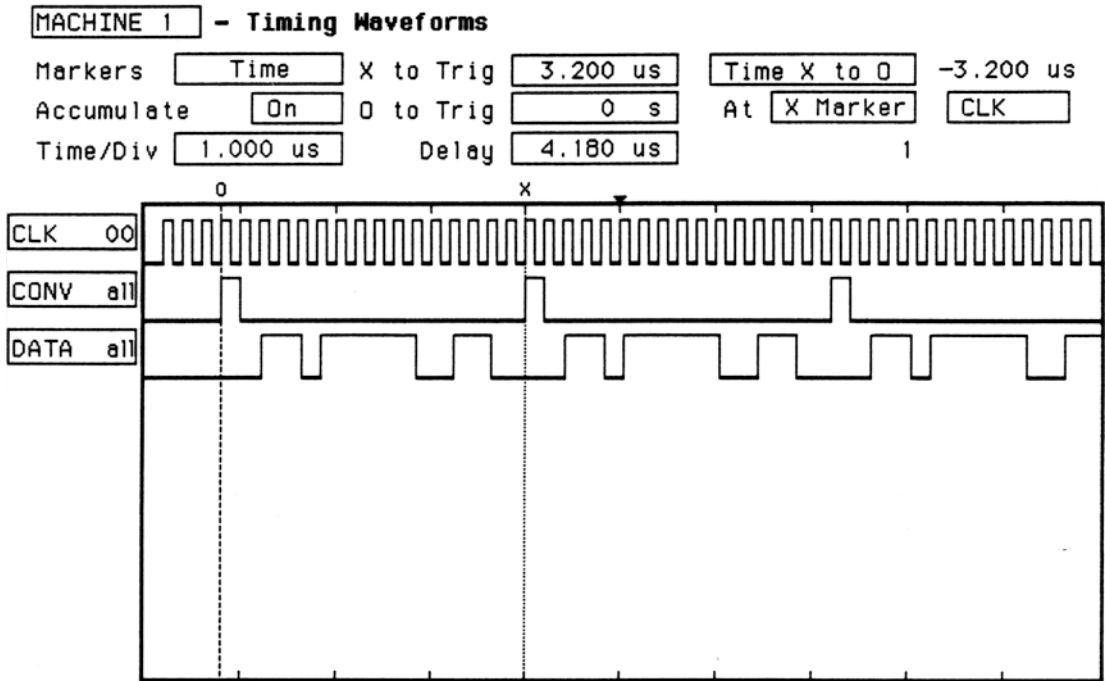 MACHINE 1 - Timing Waveforms
Markers Time X to Trig 3.200 us Time X to O -3.200 us
Accumulate On O to Trig 0 s At X Marker CLK
Time/Div 1.000 us Delay 4.180 us 1
O X
CLK 00
CONV all
DATA all